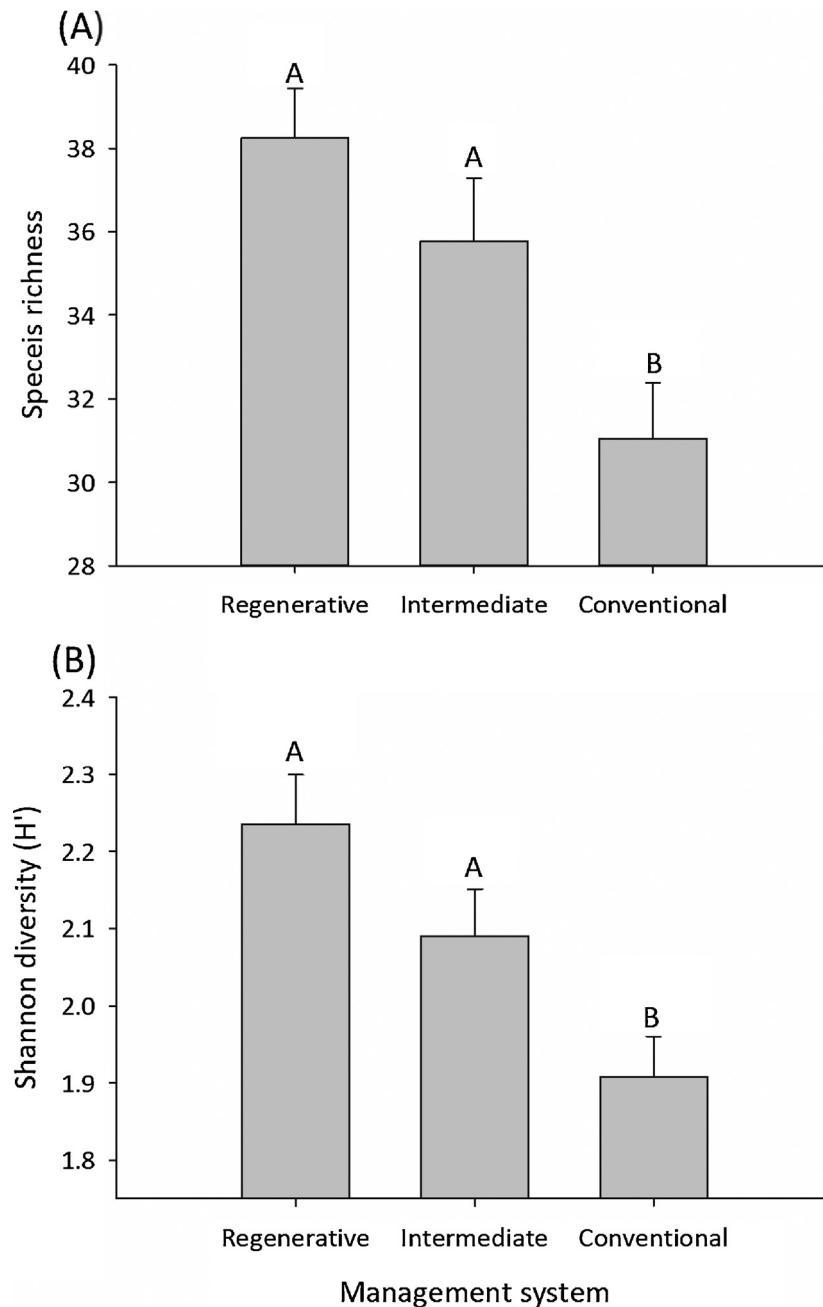 (A)
40
38
36
34
32
30
28
Speceis richness
A
A
B
Regenerative Intermediate Conventional
(B)
2.4
2.3
2.2
2.1
2.0
1.9
1.8
Shannon diversity (H')
A
A
B
Regenerative Intermediate Conventional
Management system